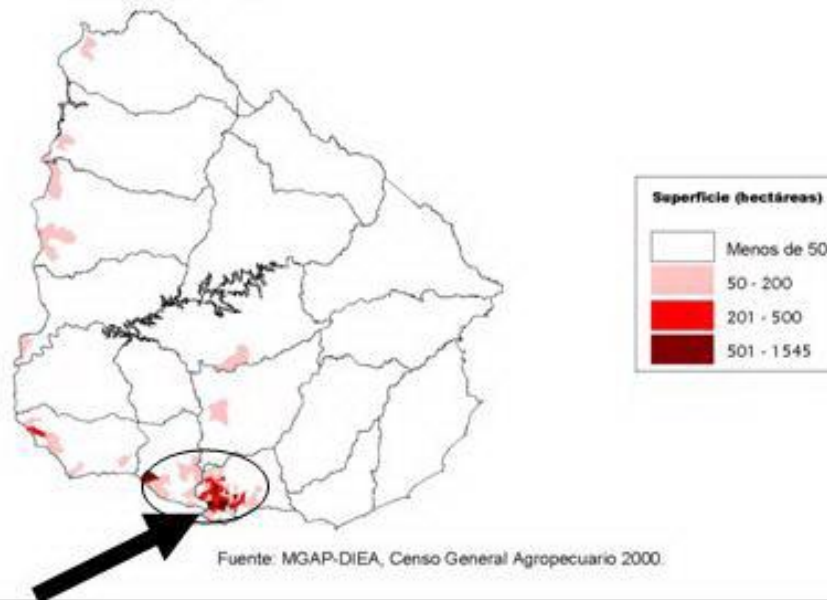 Superficie (hectáreas)
Menos de 50
50 - 200
201 - 500
501 - 1545
Fuente: MGAP-DIEA, Censo General Agropecuario 2000.